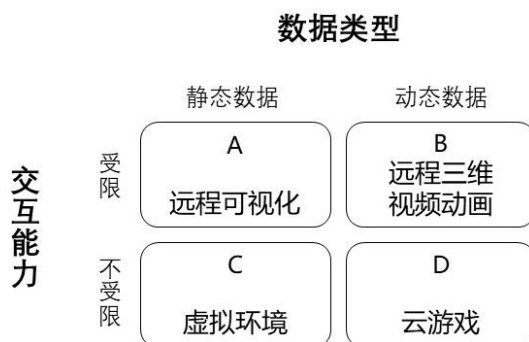 数据类型
静态数据
动态数据
交互能力
受限
A
远程可视化
B
远程三维
视频动画
不受限
C
虚拟环境
D
云游戏